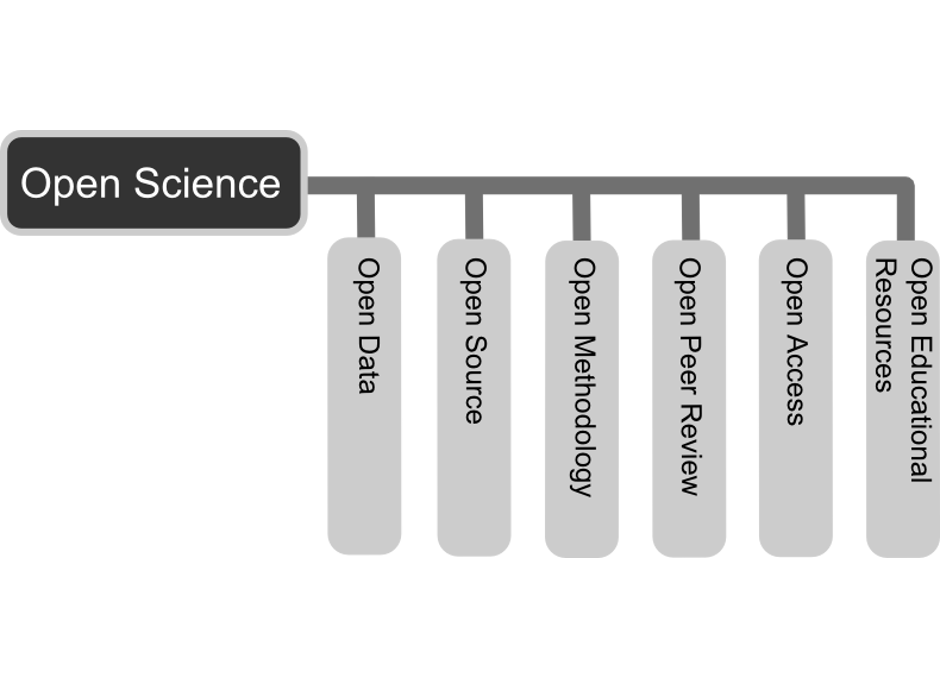 Open Science
Open Data
Open Source
Open Methodology
Open Peer Review
Open Access
Open Educational
Resources